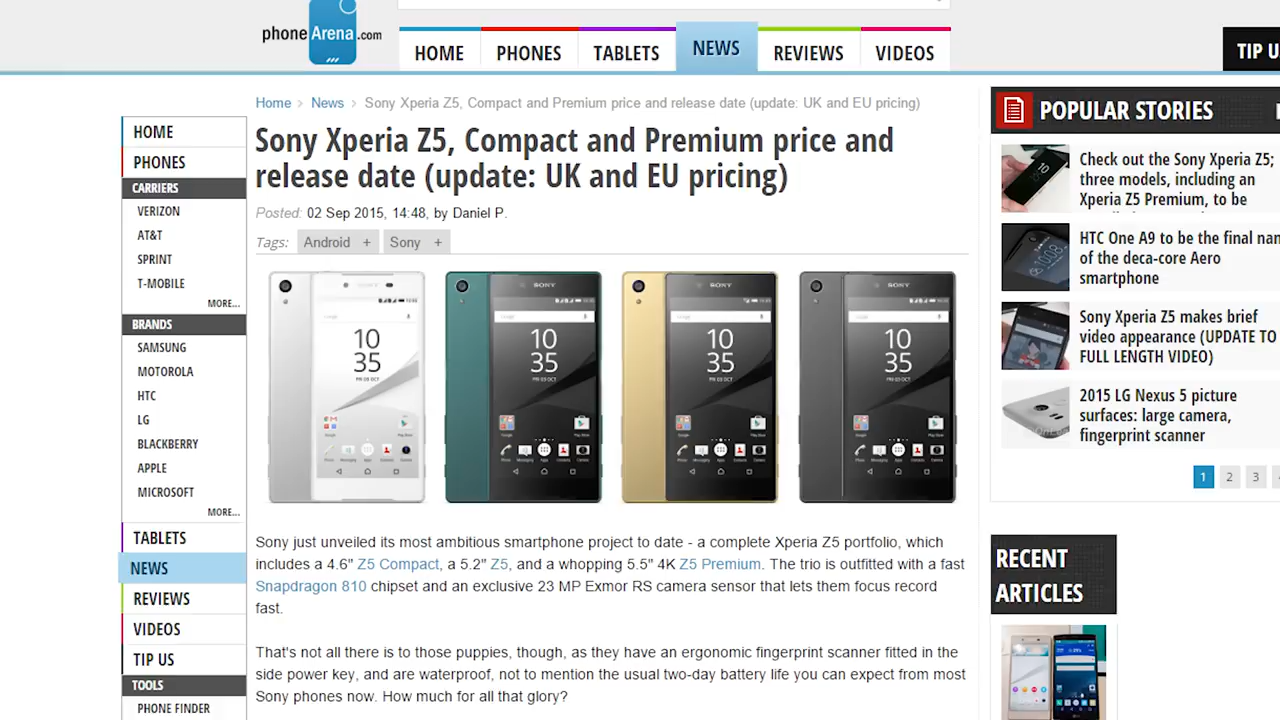 phoneArena.com
HOME
PHONES
TABLETS
NEWS
REVIEWS
VIDEOS
TIP U
Home > News > Sony Xperia Z5, Compact and Premium price and release date (update: UK and EU pricing)
HOME
PHONES
CARRIERS
VERIZON
AT&T
SPRINT
T-MOBILE
MORE...
BRANDS
SAMSUNG
MOTOROLA
HTC
LG
BLACKBERRY
APPLE
MICROSOFT
MORE...
TABLETS
NEWS
REVIEWS
VIDEOS
TIP US
TOOLS
PHONE FINDER
Sony Xperia Z5, Compact and Premium price and
release date (update: UK and EU pricing)
Posted: 02 Sep 2015, 14:48, by Daniel P.
Tags: Android + Sony +
10
35
SONY
10
35
SONY
10
35
SONY
10
35
Sony just unveiled its most ambitious smartphone project to date - a complete Xperia Z5 portfolio, which
includes a 4.6" Z5 Compact, a 5.2" Z5, and a whopping 5.5" 4K Z5 Premium. The trio is outfitted with a fast
Snapdragon 810 chipset and an exclusive 23 MP Exmor RS camera sensor that lets them focus record
fast.
That's not all there is to those puppies, though, as they have an ergonomic fingerprint scanner fitted in the
side power key, and are waterproof, not to mention the usual two-day battery life you can expect from most
Sony phones now. How much for all that glory?
POPULAR STORIES
Check out the Sony Xperia Z5;
three models, including an
Xperia Z5 Premium, to be
HTC One A9 to be the final nan
of the deca-core Aero
smartphone
Sony Xperia Z5 makes brief
video appearance (UPDATE TO
FULL LENGTH VIDEO)
2015 LG Nexus 5 picture
surfaces: large camera,
fingerprint scanner
1 2 3
RECENT
ARTICLES